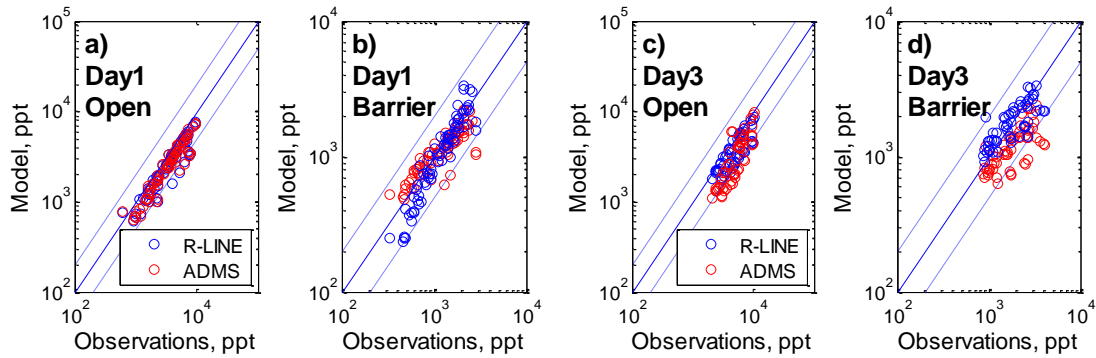 a)
Day1
Open
10^5
10^4
10^3
10^2
Model, ppt
R-LINE
ADMS
10^2
10^4
Observations, ppt
b)
Day1
Barrier
10^4
10^3
10^2
Model, ppt
10^2
10^3
10^4
Observations, ppt
c)
Day3
Open
10^5
10^4
10^3
10^2
Model, ppt
R-LINE
ADMS
10^2
10^4
Observations, ppt
d)
Day3
Barrier
10^4
10^3
10^2
Model, ppt
10^2
10^3
10^4
Observations, ppt